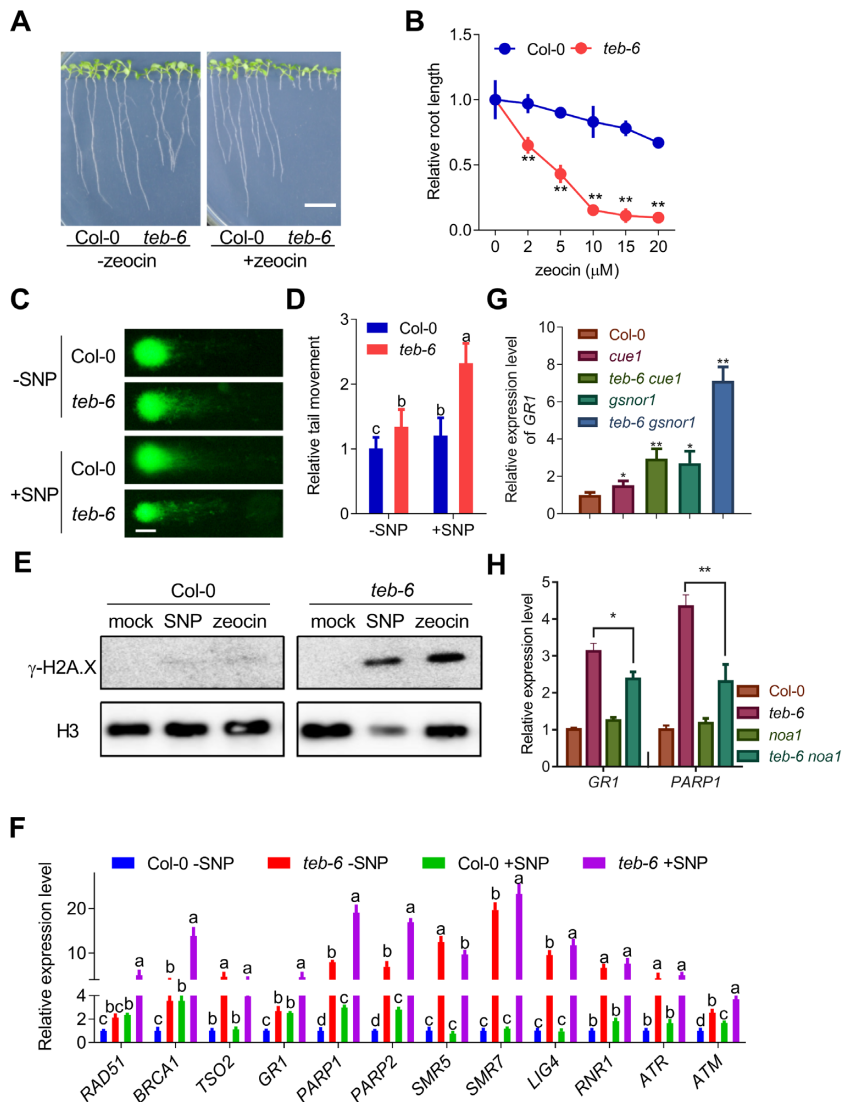 A
Col-0 teb-6 Col-0 teb-6
-zeocin +zeocin
B
Col-0 teb-6
Relative root length
1.5
1.0
0.5
0.0
** ** ** ** **
0 2 5 10 15 20
zeocin (μM)
C
-SNP
Col-0
teb-6
+SNP
Col-0
teb-6
D
Col-0
teb-6
Relative tail movement
3
2
1
0
c b b a
-SNP +SNP
G
Relative expression level
of GR1
10
8
6
4
2
0
Col-0
cue1
teb-6 cue1
gsnor1
teb-6 gsnor1
* ** * **
E
Col-0 teb-6
mock SNP zeocin mock SNP zeocin
γ-H2A.X
H3
H
Relative expression level
5
4
3
2
1
0
* **
GR1 PARP1
Col-0
teb-6
noa1
teb-6 noa1
F
Col-0 -SNP teb-6 -SNP Col-0 +SNP teb-6 +SNP
Relative expression level
20
10
4
2
0
c bc b a
c b b a
b a b a
c b b a
d b c a
d b c a
c a c b
c b c a
c b c a
c a b a
b a b a
c b c a
RAD51 BRCA1 TSO2 GR1 PARP1 PARP2 SMR5 SMR7 LIG4 RNR1 ATR ATM